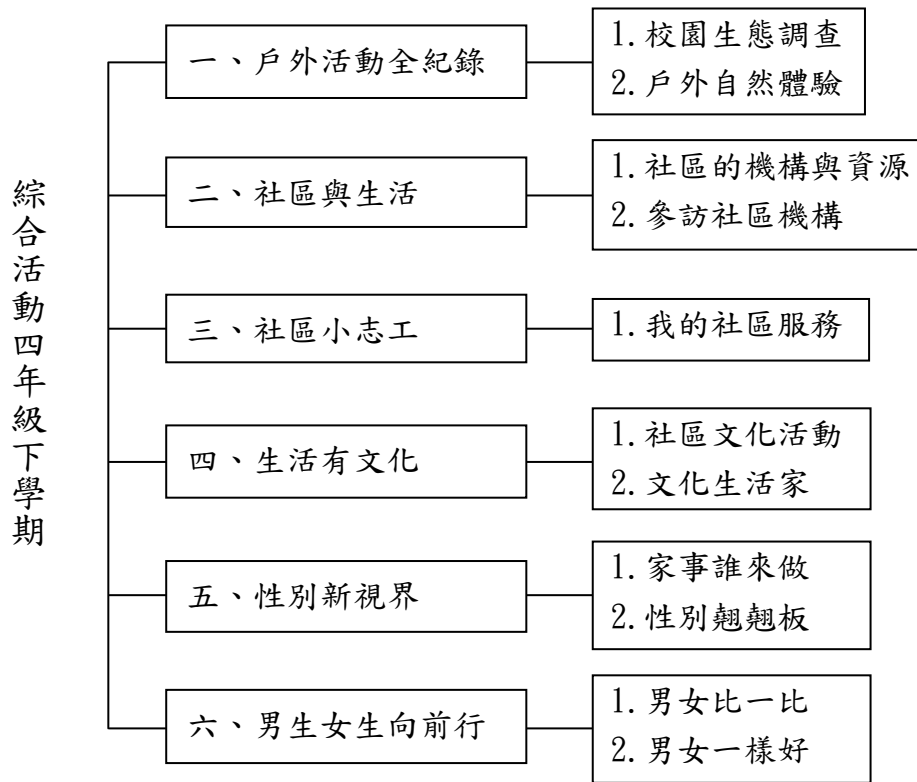 綜合活動四年級下學期
一、戶外活動全紀錄
1.校園生態調查
2.戶外自然體驗
二、社區與生活
1.社區的機構與資源
2.參訪社區機構
三、社區小志工
1.我的社區服務
四、生活有文化
1.社區文化活動
2.文化生活家
五、性別新視界
1.家事誰來做
2.性別翹翹板
六、男生女生向前行
1.男女比一比
2.男女一樣好